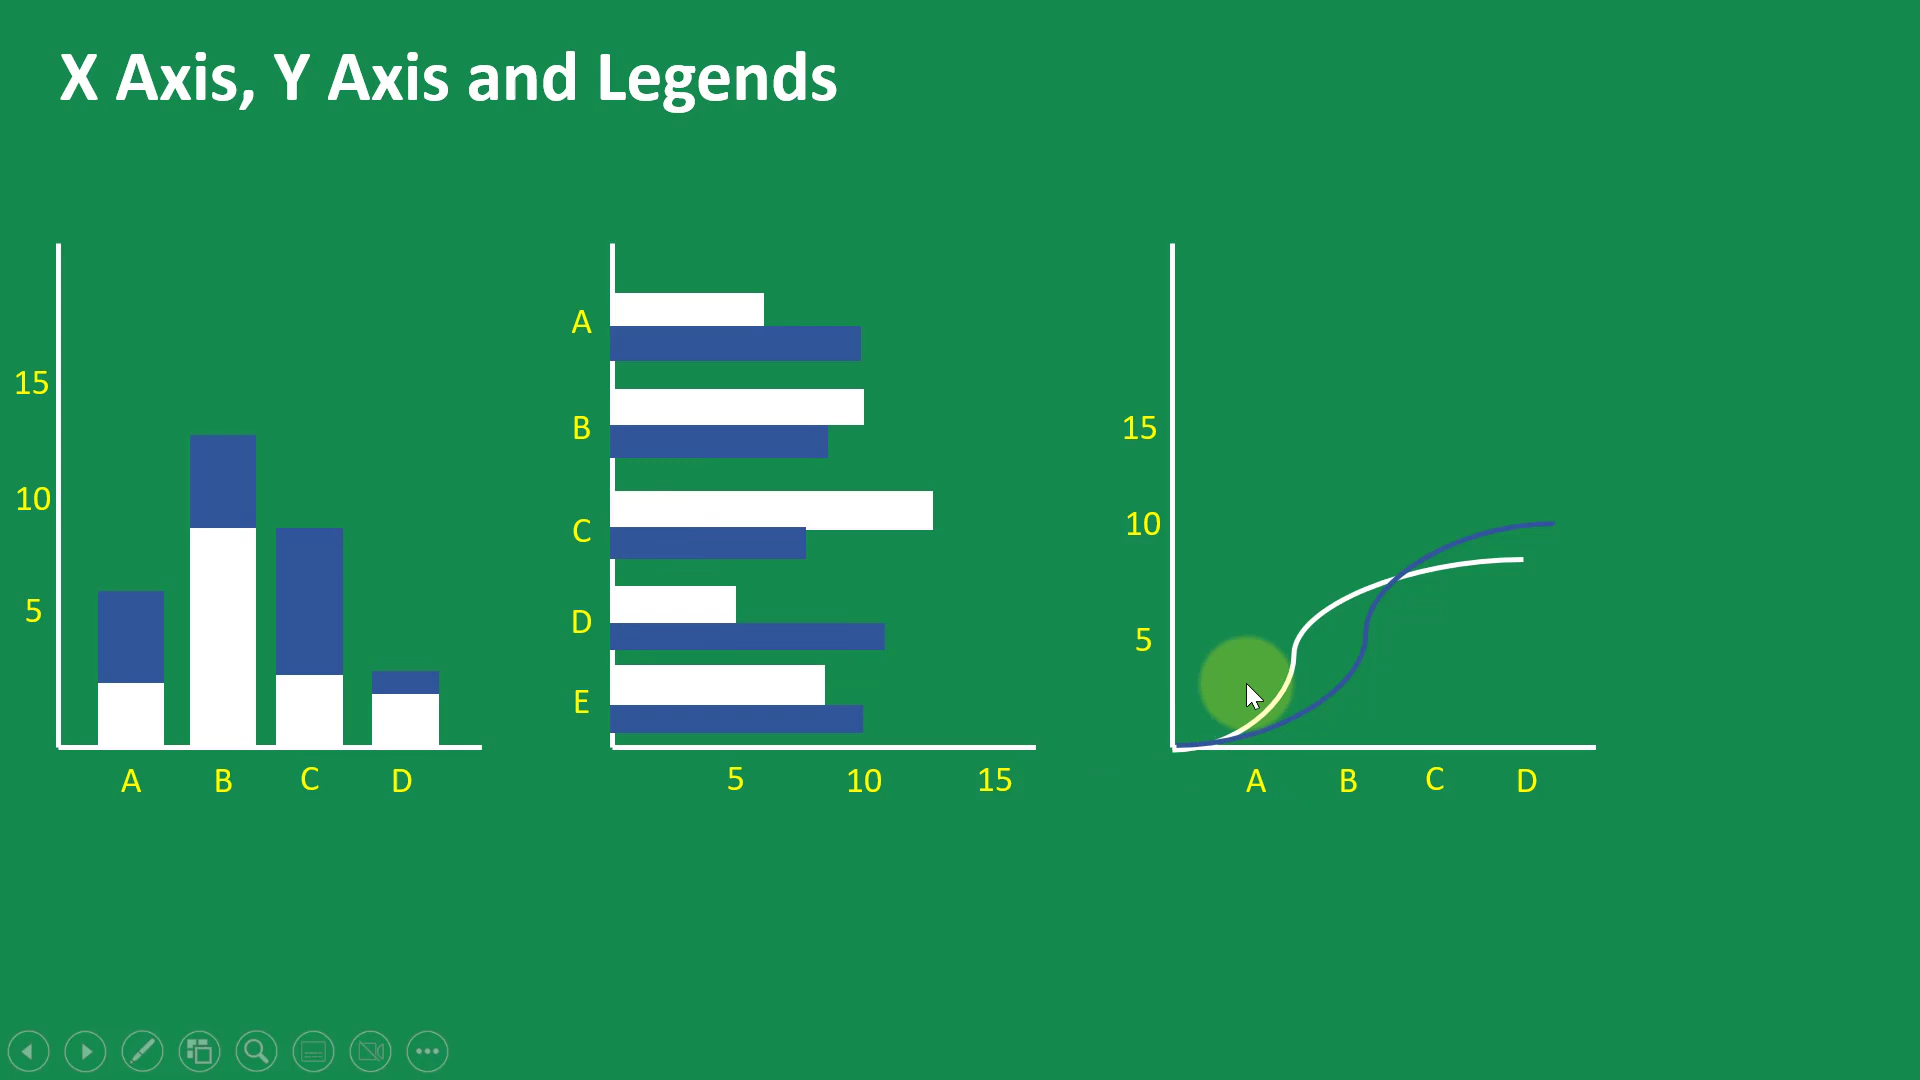 X Axis, Y Axis and Legends
15
10
5
A B C D
A
B
C
D
E
5 10 15
15
10
5
A B C D